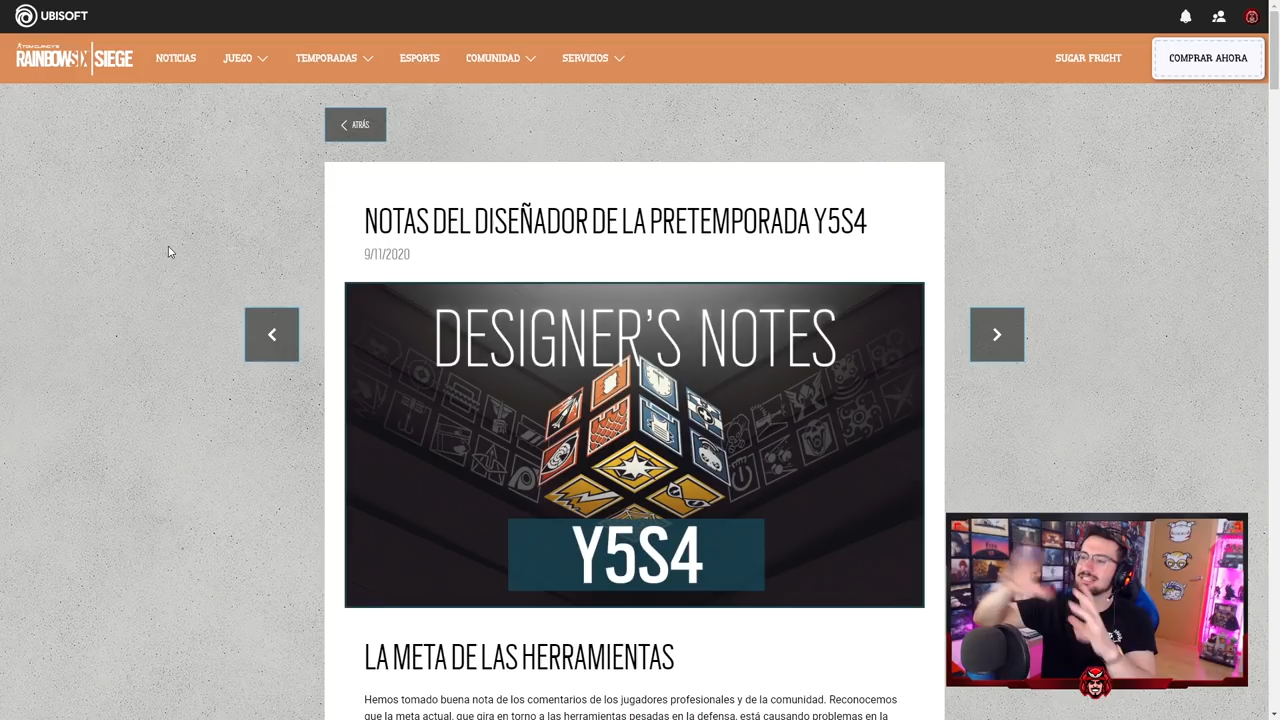 UBISOFT
TOM CLANCY'S
RAINBOWSIX SIEGE
NOTICIAS JUEGO TEMPORADAS ESPORTS COMUNIDAD SERVICIOS SUGAR FRIGHT COMPRAR AHORA
ATRÁS
NOTAS DEL DISEÑADOR DE LA PRETEMPORADA Y5S4
9/11/2020
DESIGNER'S NOTES
Y5S4
LA META DE LAS HERRAMIENTAS
Hemos tomado buena nota de los comentarios de los jugadores profesionales y de la comunidad. Reconocemos
que la meta actual, que gira en torno a las herramientas pesadas en la defensa, está causando problemas en la